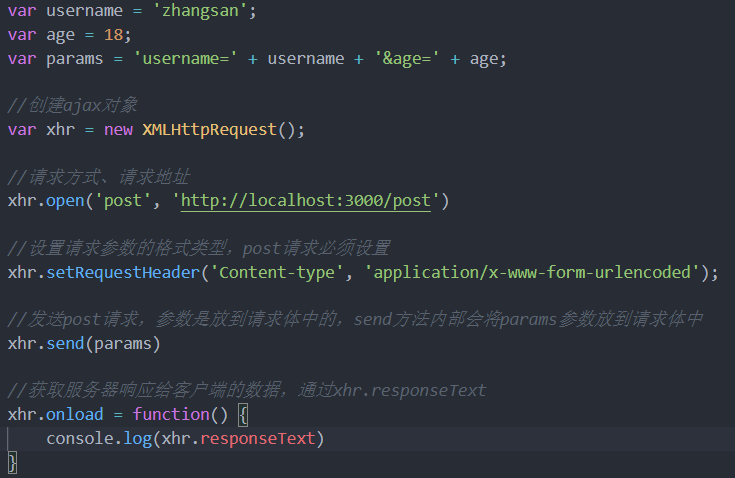 var username = 'zhangsan';
var age = 18;
var params = 'username=' + username + '&age=' + age;
//创建ajax对象
var xhr = new XMLHttpRequest();
//请求方式、请求地址
xhr.open('post', 'http://localhost:3000/post')
//设置请求参数的格式类型，post请求必须设置
xhr.setRequestHeader('Content-type', 'application/x-www-form-urlencoded');
//发送post请求，参数是放到请求体中的，send方法内部会将params参数放到请求体中
xhr.send(params)
//获取服务器响应给客户端的数据，通过xhr.responseText
xhr.onload = function() {
    console.log(xhr.responseText)
}